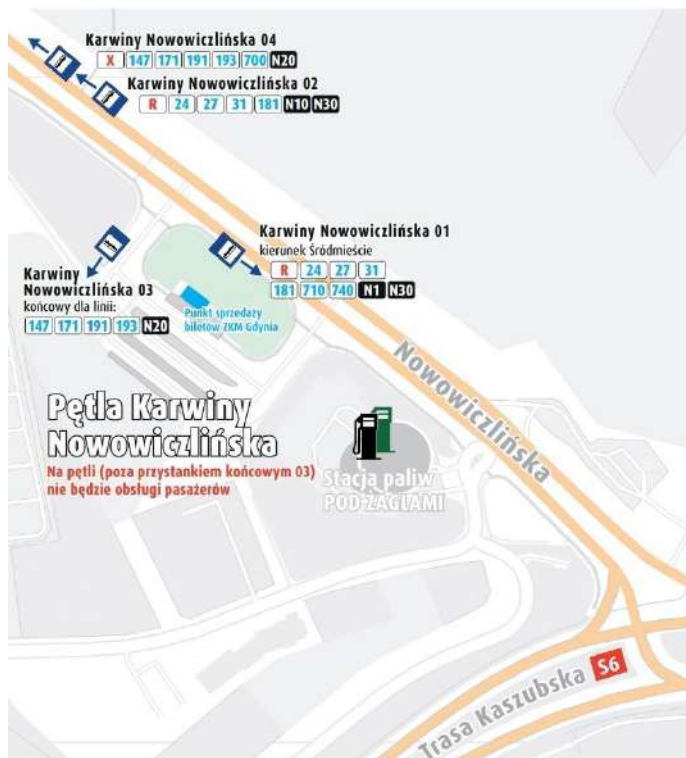 Karwiny Nowowiczlińska 04
X 147 171 191 193 700 N20
Karwiny Nowowiczlińska 02
R 24 27 31 181 N10 N30
Karwiny Nowowiczlińska 01
kierunek Śródmieście
R 24 27 31
181 710 740 N1 N30
Karwiny
Nowowiczlińska 03
końcowy dla linii:
147 171 191 193 N20
Punkt sprzedaży
biletów ZKM Gdynia
Nowowiczlińska
Pętla Karwiny
Nowowiczlińska
Na pętli (poza przystankiem końcowym 03)
nie będzie obsługi pasażerów
Stacja paliw
POD ŻAGLAMI
Trasa Kaszubska S6